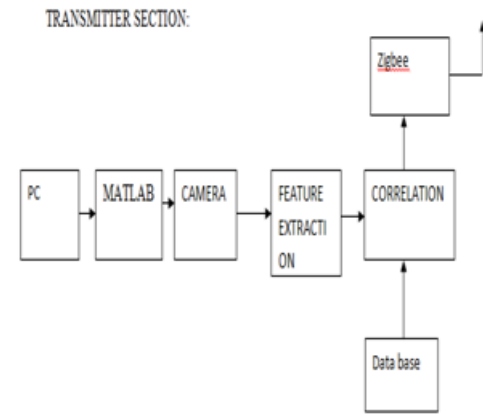 TRANSMITTER SECTION:
Zigbee
PC
MATLAB
CAMERA
FEATURE
EXTRACTI
ON
CORRELATION
Data base